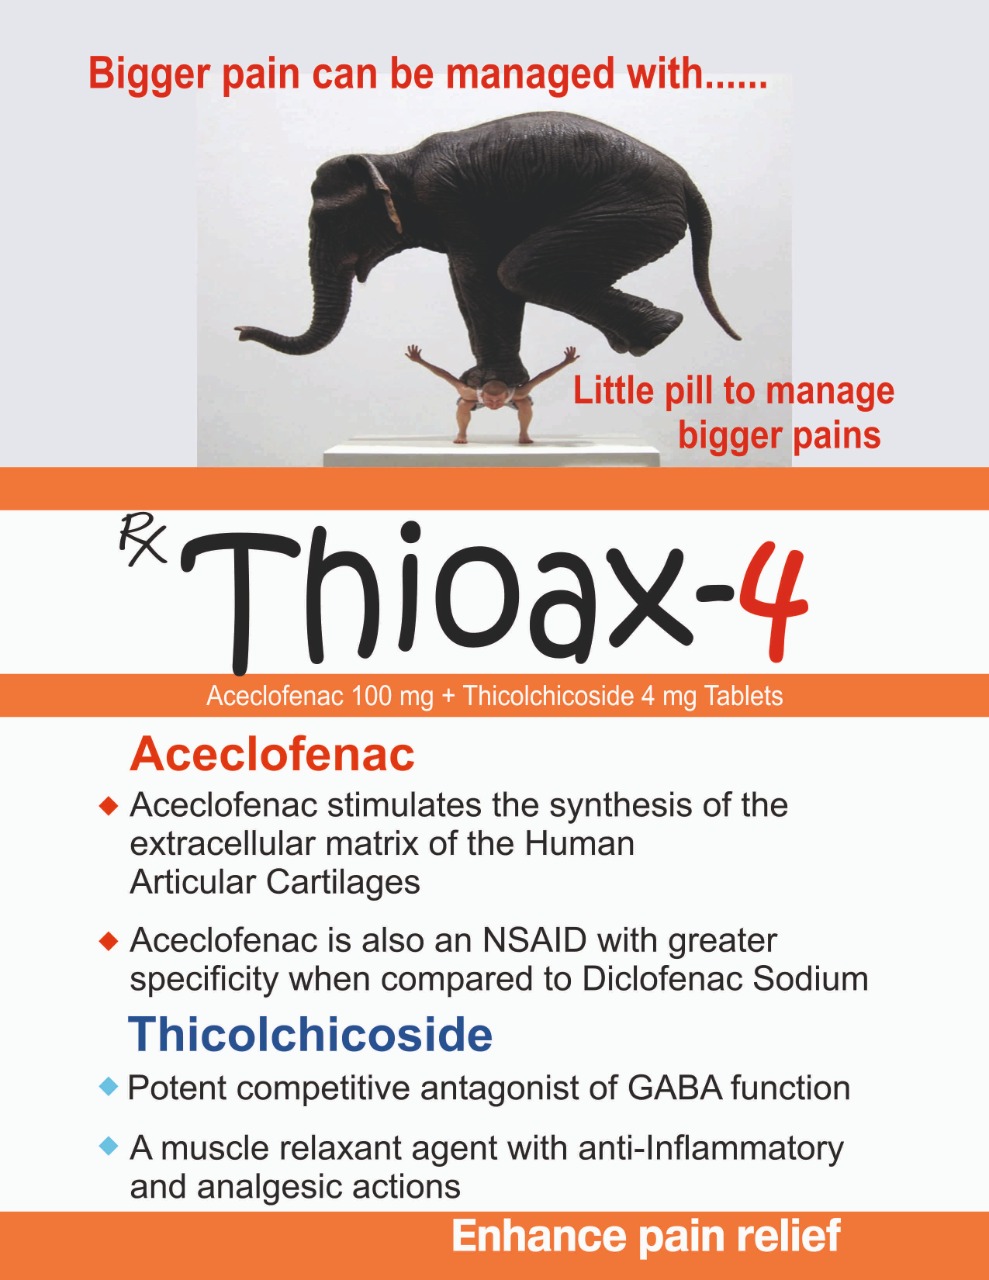 Bigger pain can be managed with......
Little pill to manage
bigger pains
Rx Thioax-4
Aceclofenac 100 mg + Thicolchicoside 4 mg Tablets
Aceclofenac
Aceclofenac stimulates the synthesis of the
extracellular matrix of the Human
Articular Cartilages
Aceclofenac is also an NSAID with greater
specificity when compared to Diclofenac Sodium
Thicolchicoside
Potent competitive antagonist of GABA function
A muscle relaxant agent with anti-Inflammatory
and analgesic actions
Enhance pain relief